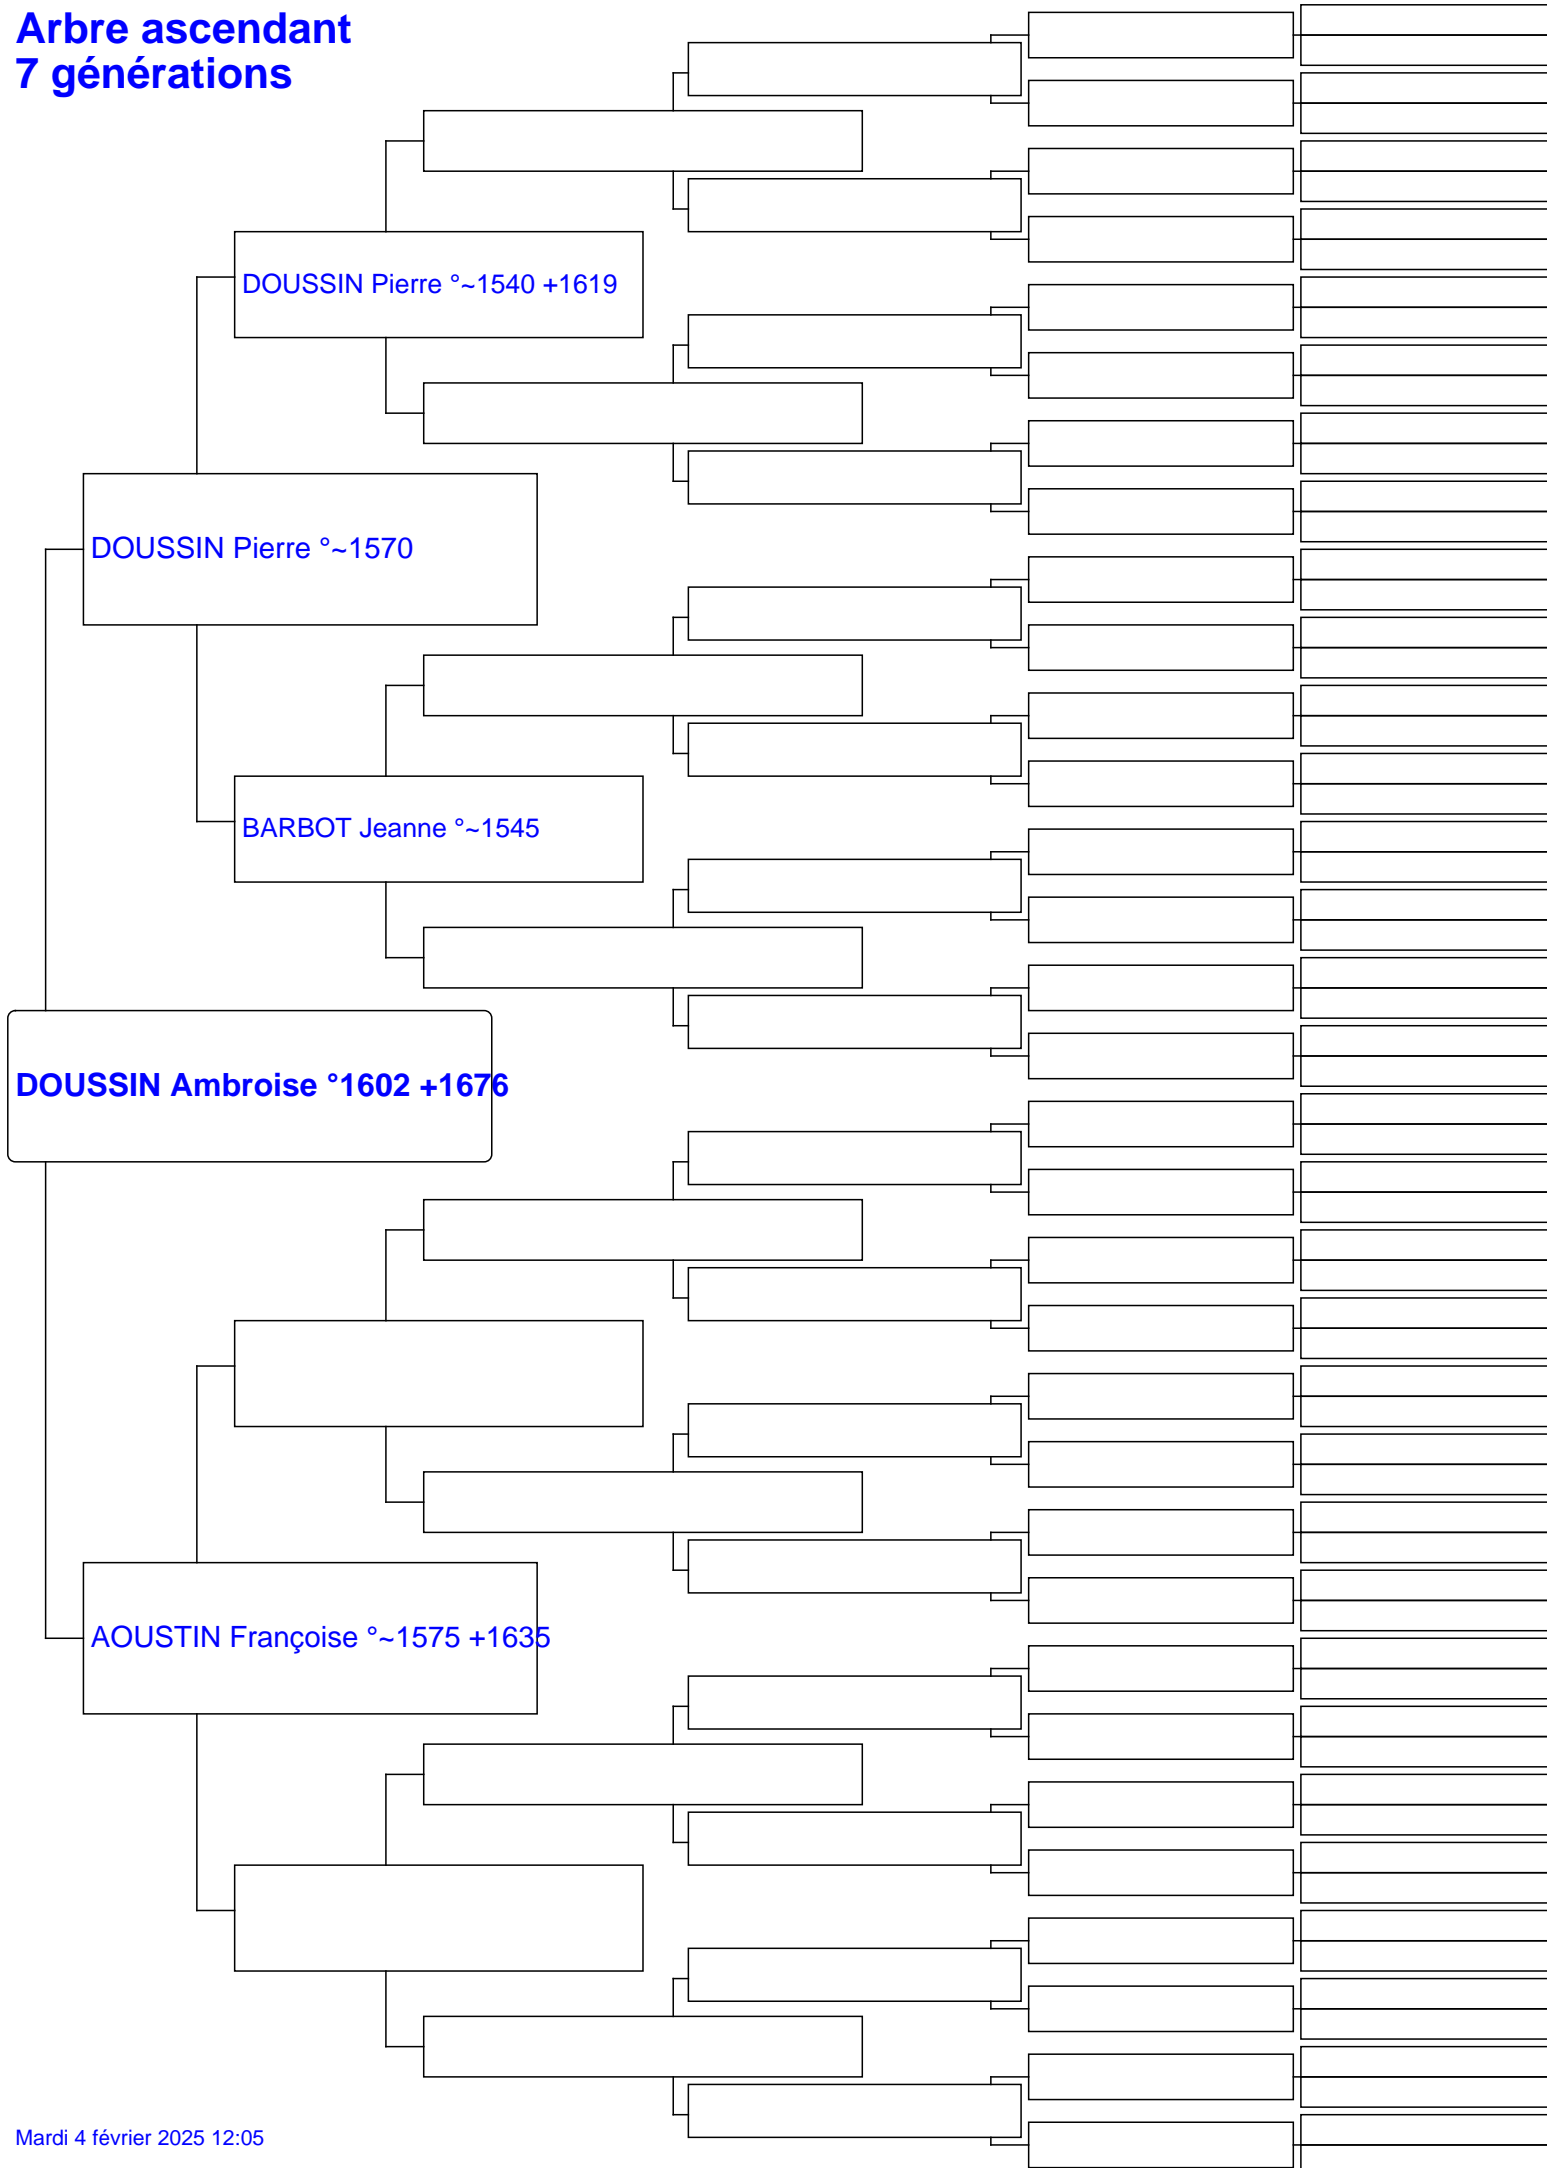 Arbre ascendant
7 générations
DOUSSIN Pierre °~1540 +1619
DOUSSIN Pierre °~1570
BARBOT Jeanne °~1545
DOUSSIN Ambroise °1602 +1676
AOUSTIN Françoise °~1575 +1635
Mardi 4 février 2025 12:05